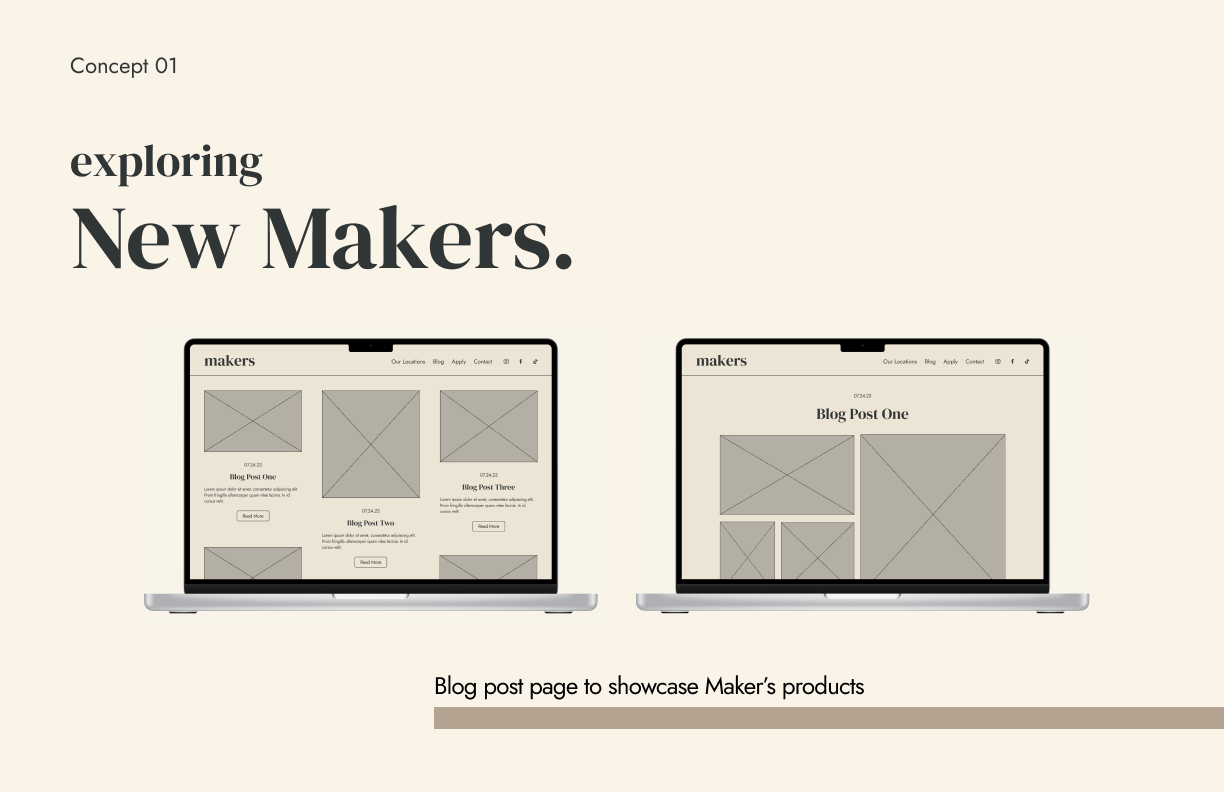 Concept 01
exploring
New Makers.
makers
Our Locations Blog Apply Contact
07.24.23
Blog Post One
Lorem ipsum dolor sit amet, consectetur adipiscing elit.
Proin fringilla ullamcorper quam vitae lacinia. In id
cursus velit.
Read More
07.24.23
Blog Post Two
Lorem ipsum dolor sit amet, consectetur adipiscing elit.
Proin fringilla ullamcorper quam vitae lacinia. In id
cursus velit.
Read More
07.24.23
Blog Post Three
Lorem ipsum dolor sit amet, consectetur adipiscing elit.
Proin fringilla ullamcorper quam vitae lacinia. In id
cursus velit.
Read More
makers
Our Locations Blog Apply Contact
07.24.23
Blog Post One
Blog post page to showcase Maker’s products